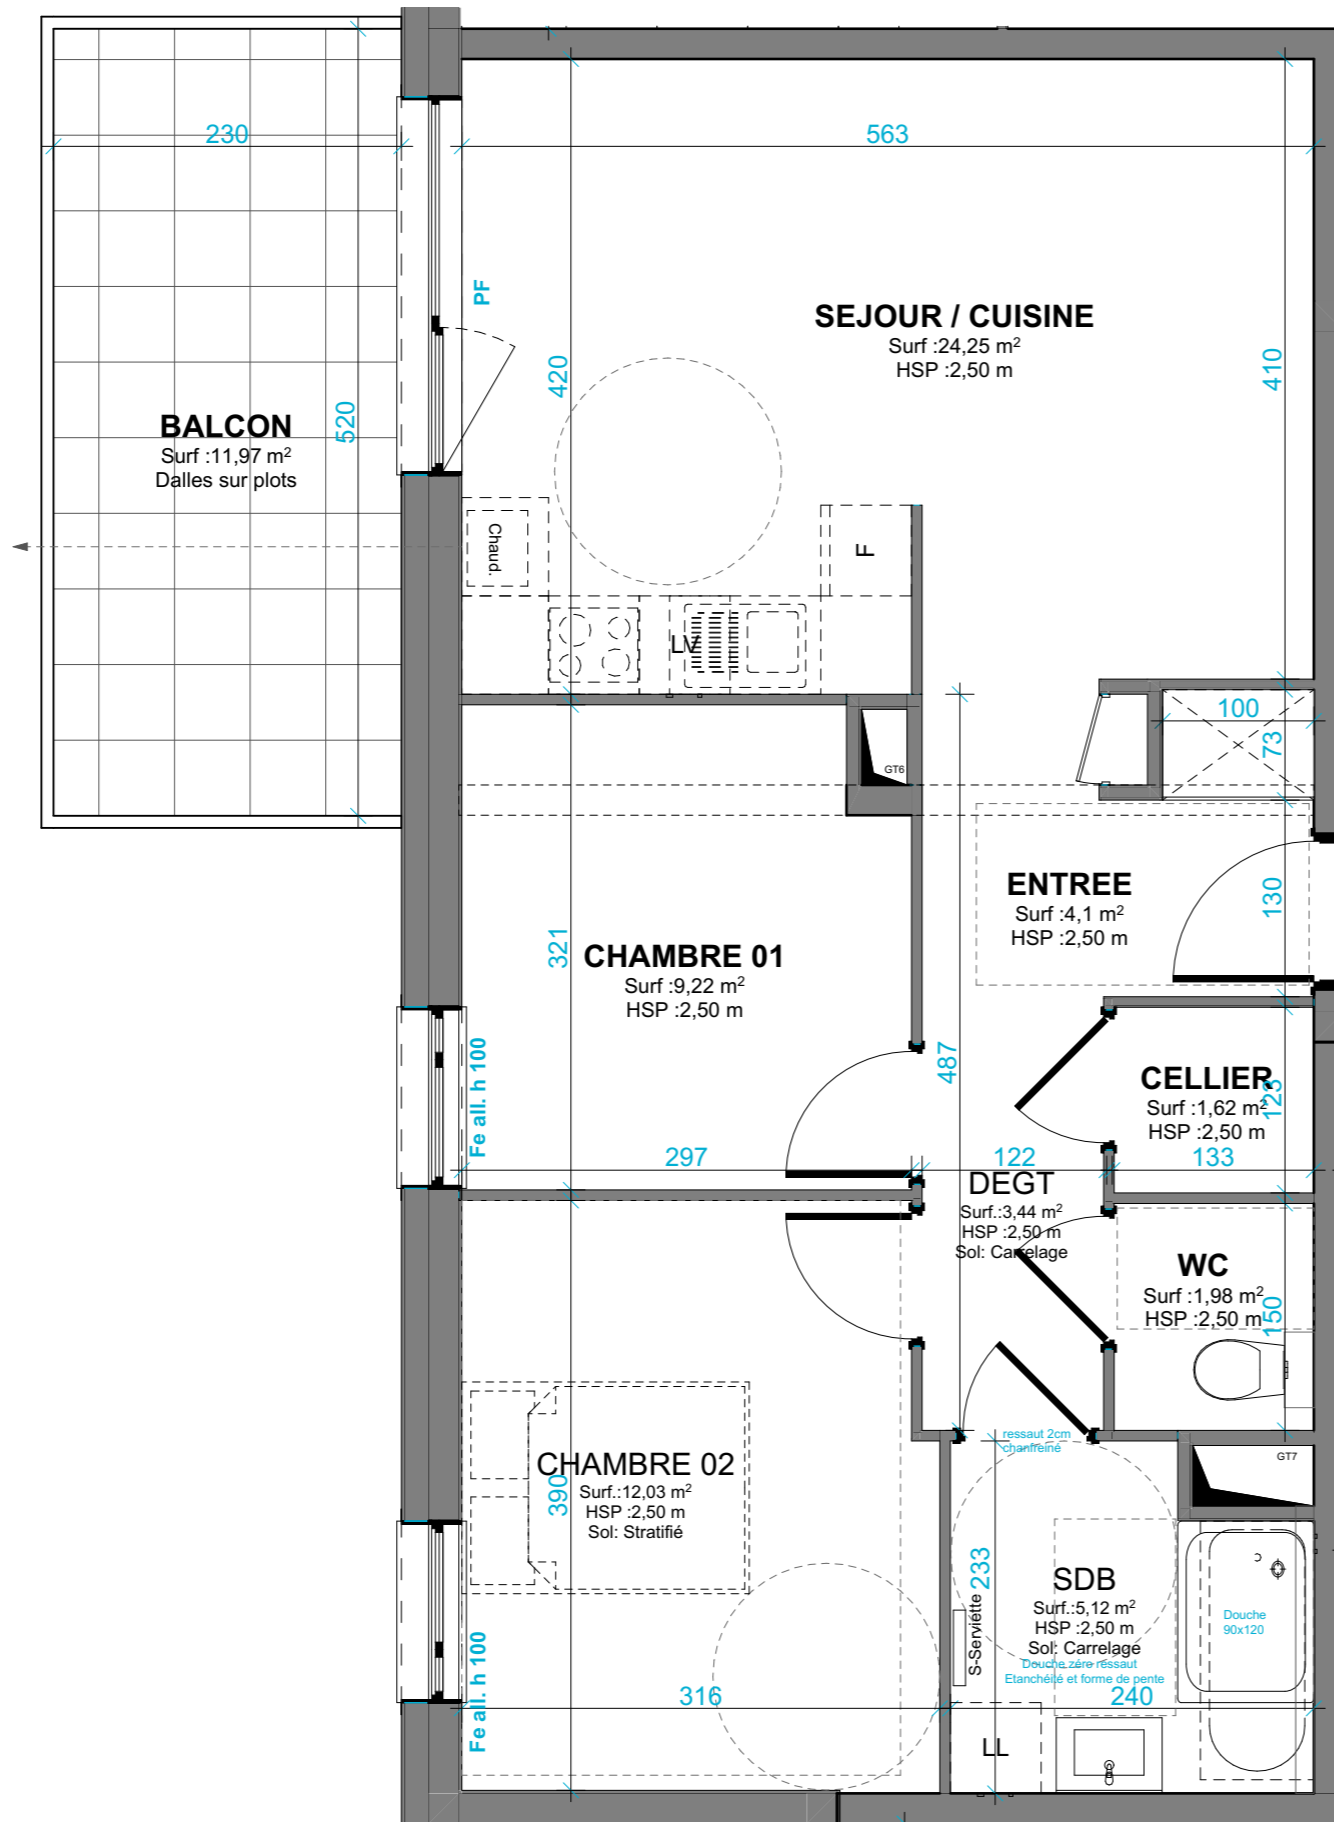 230
563
PF
SEJOUR / CUISINE
Surf :24,25 m²
HSP :2,50 m
420
410
520
BALCON
Surf :11,97 m²
Dalles sur plots
Chaud.
F
LV
100
73
GT6
ENTREE
Surf :4,1 m²
HSP :2,50 m
130
321
CHAMBRE 01
Surf :9,22 m²
HSP :2,50 m
487
Fe all. h 100
CELLIER
Surf :1,62 m²
HSP :2,50 m
123
297
122
133
DEGT
Surf.:3,44 m²
HSP :2,50 m
Sol: Carrelage
WC
Surf :1,98 m²
HSP :2,50 m
150
ressaut 2cm
chanfreiné
GT7
CHAMBRE 02
Surf.:12,03 m²
HSP :2,50 m
Sol: Stratifié
390
233
SDB
Surf.:5,12 m²
HSP :2,50 m
Sol: Carrelage
Douche zéro ressaut
Etanchéité et forme de pente
Douche
90x120
S-Serviette
Fe all. h 100
316
240
LL